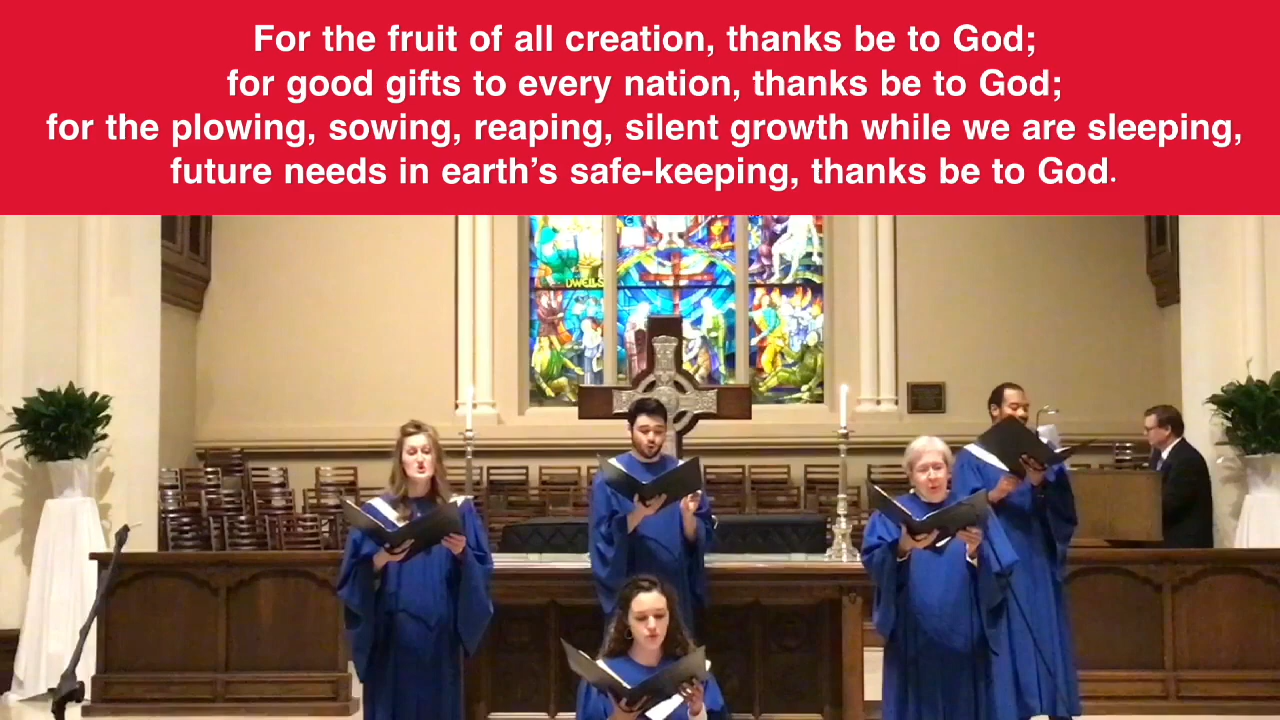 For the fruit of all creation, thanks be to God;
for good gifts to every nation, thanks be to God;
for the plowing, sowing, reaping, silent growth while we are sleeping,
future needs in earth’s safe-keeping, thanks be to God.
DWELLS